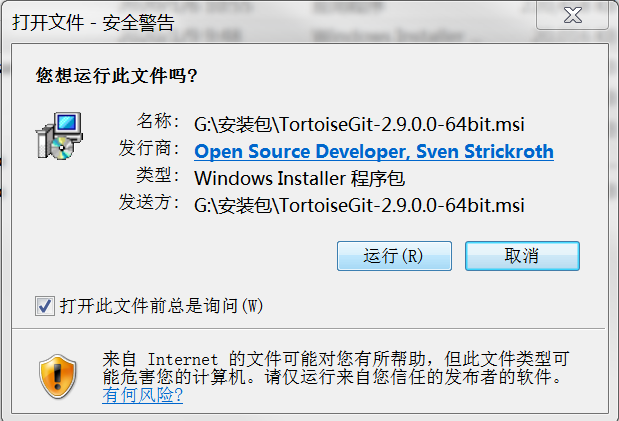 打开文件 - 安全警告
您想运行此文件吗?
名称: G:\安装包\TortoiseGit-2.9.0.0-64bit.msi
发行商: Open Source Developer, Sven Strickroth
类型: Windows Installer 程序包
发送方: G:\安装包\TortoiseGit-2.9.0.0-64bit.msi
运行(R) 取消
打开此文件前总是询问(W)
来自 Internet 的文件可能对您有所帮助，但此文件类型可
能危害您的计算机。请仅运行来自您信任的发布者的软件。
有何风险?